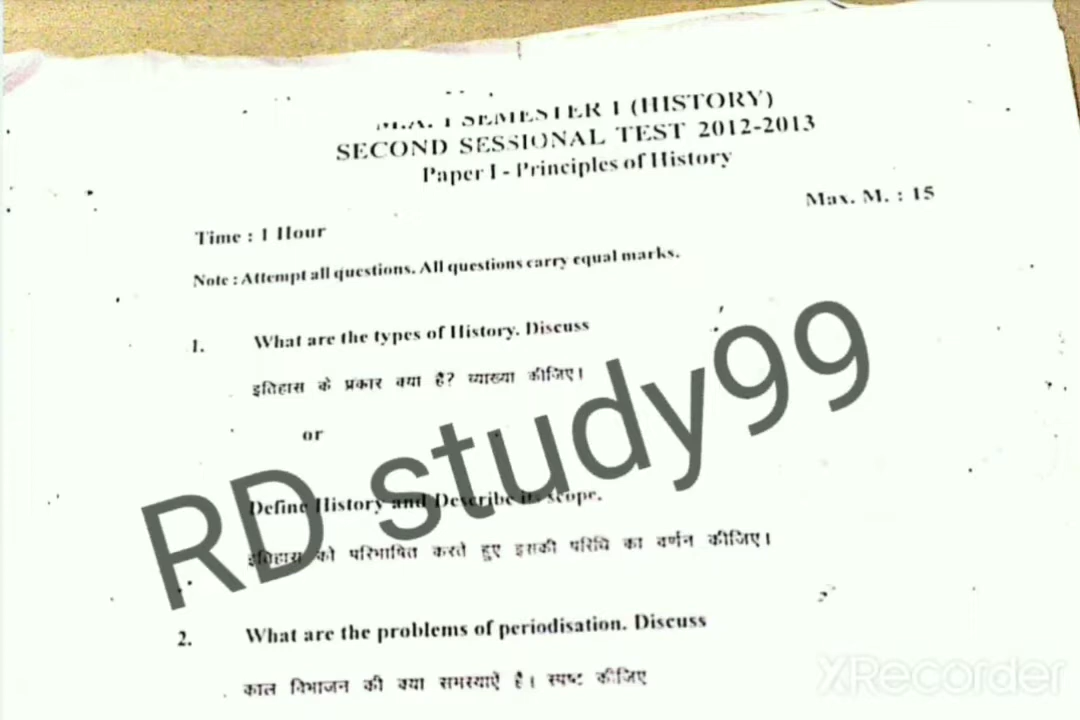 M.A. I SEMESTER I (HISTORY)
SECOND SESSIONAL TEST 2012-2013
Paper I - Principles of History
Max. M. : 15
Time : 1 Hour
Note : Attempt all questions. All questions carry equal marks.
1. What are the types of History. Discuss
इतिहास के प्रकार क्या है? व्याख्या कीजिए।
or
Define History and Describe its scope.
इतिहास को परिभाषित करते हुए इसकी परिधि का वर्णन कीजिए।
RD study99
2. What are the problems of periodisation. Discuss
काल विभाजन की क्या समस्याऐं है। स्पष्ट कीजिए
XRecorder